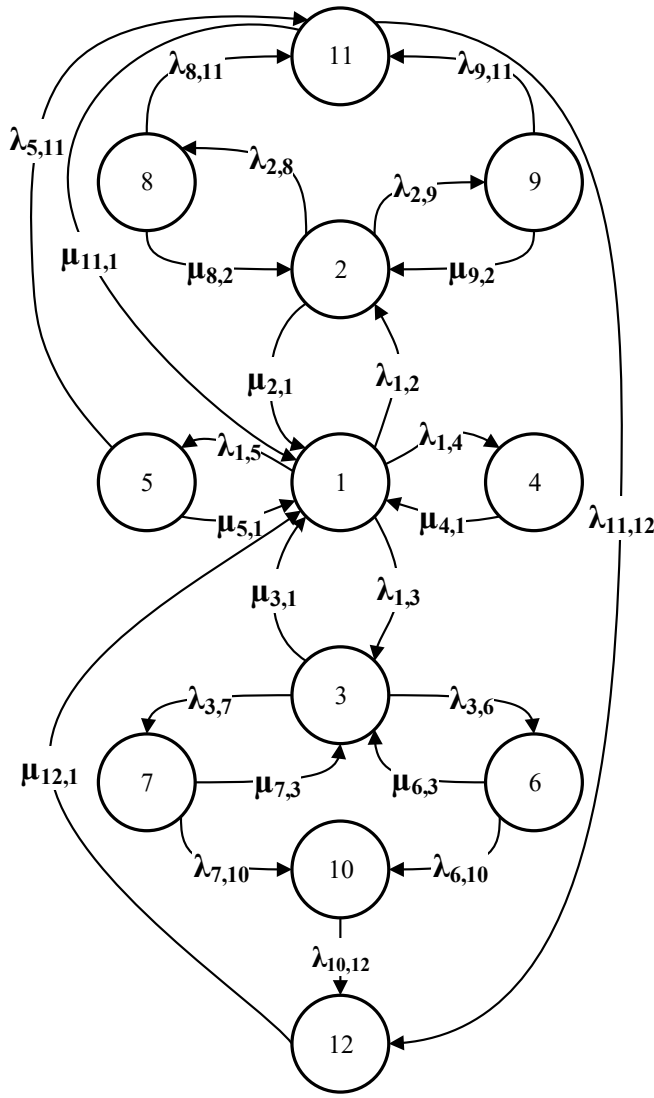 11
λ8,11
λ9,11
λ5,11
8
λ2,8
λ2,9
9
μ11,1
μ8,2
2
μ9,2
μ2,1
λ1,2
5
λ1,5
1
λ1,4
4
μ5,1
μ4,1
λ11,12
μ3,1
λ1,3
λ3,7
3
λ3,6
μ12,1
7
μ7,3
μ6,3
6
λ7,10
10
λ6,10
λ10,12
12